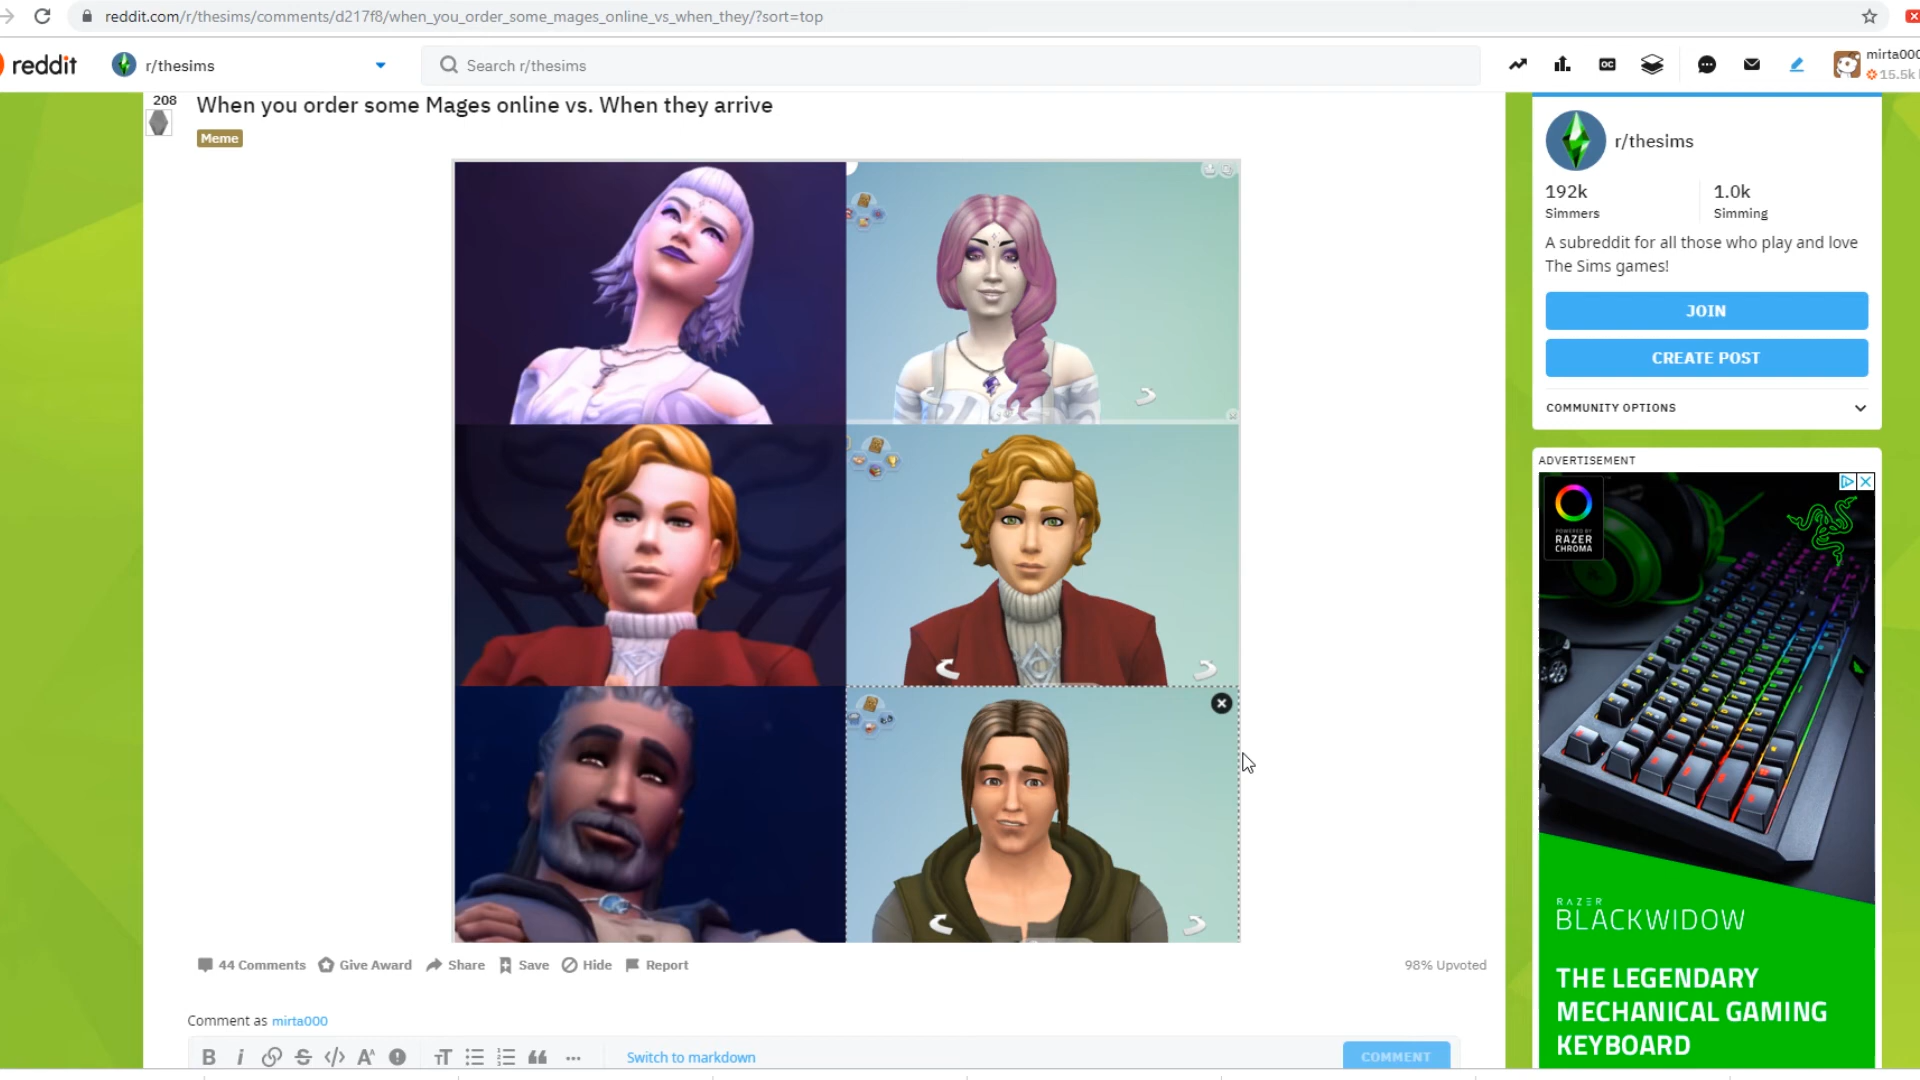 reddit.com/r/thesims/comments/d217f8/when_you_order_some_mages_online_vs_when_they/?sort=top
reddit
r/thesims
Search r/thesims
mirta000
15.5k
208
When you order some Mages online vs. When they arrive
Meme
r/thesims
192k
1.0k
Simmers
Simming
A subreddit for all those who play and love
The Sims games!
JOIN
CREATE POST
COMMUNITY OPTIONS
ADVERTISEMENT
POWERED BY
RAZER
CHROMA
RAZER
BLACKWIDOW
THE LEGENDARY
MECHANICAL GAMING
KEYBOARD
44 Comments
Give Award
Share
Save
Hide
Report
98% Upvoted
Comment as mirta000
Switch to markdown
COMMENT